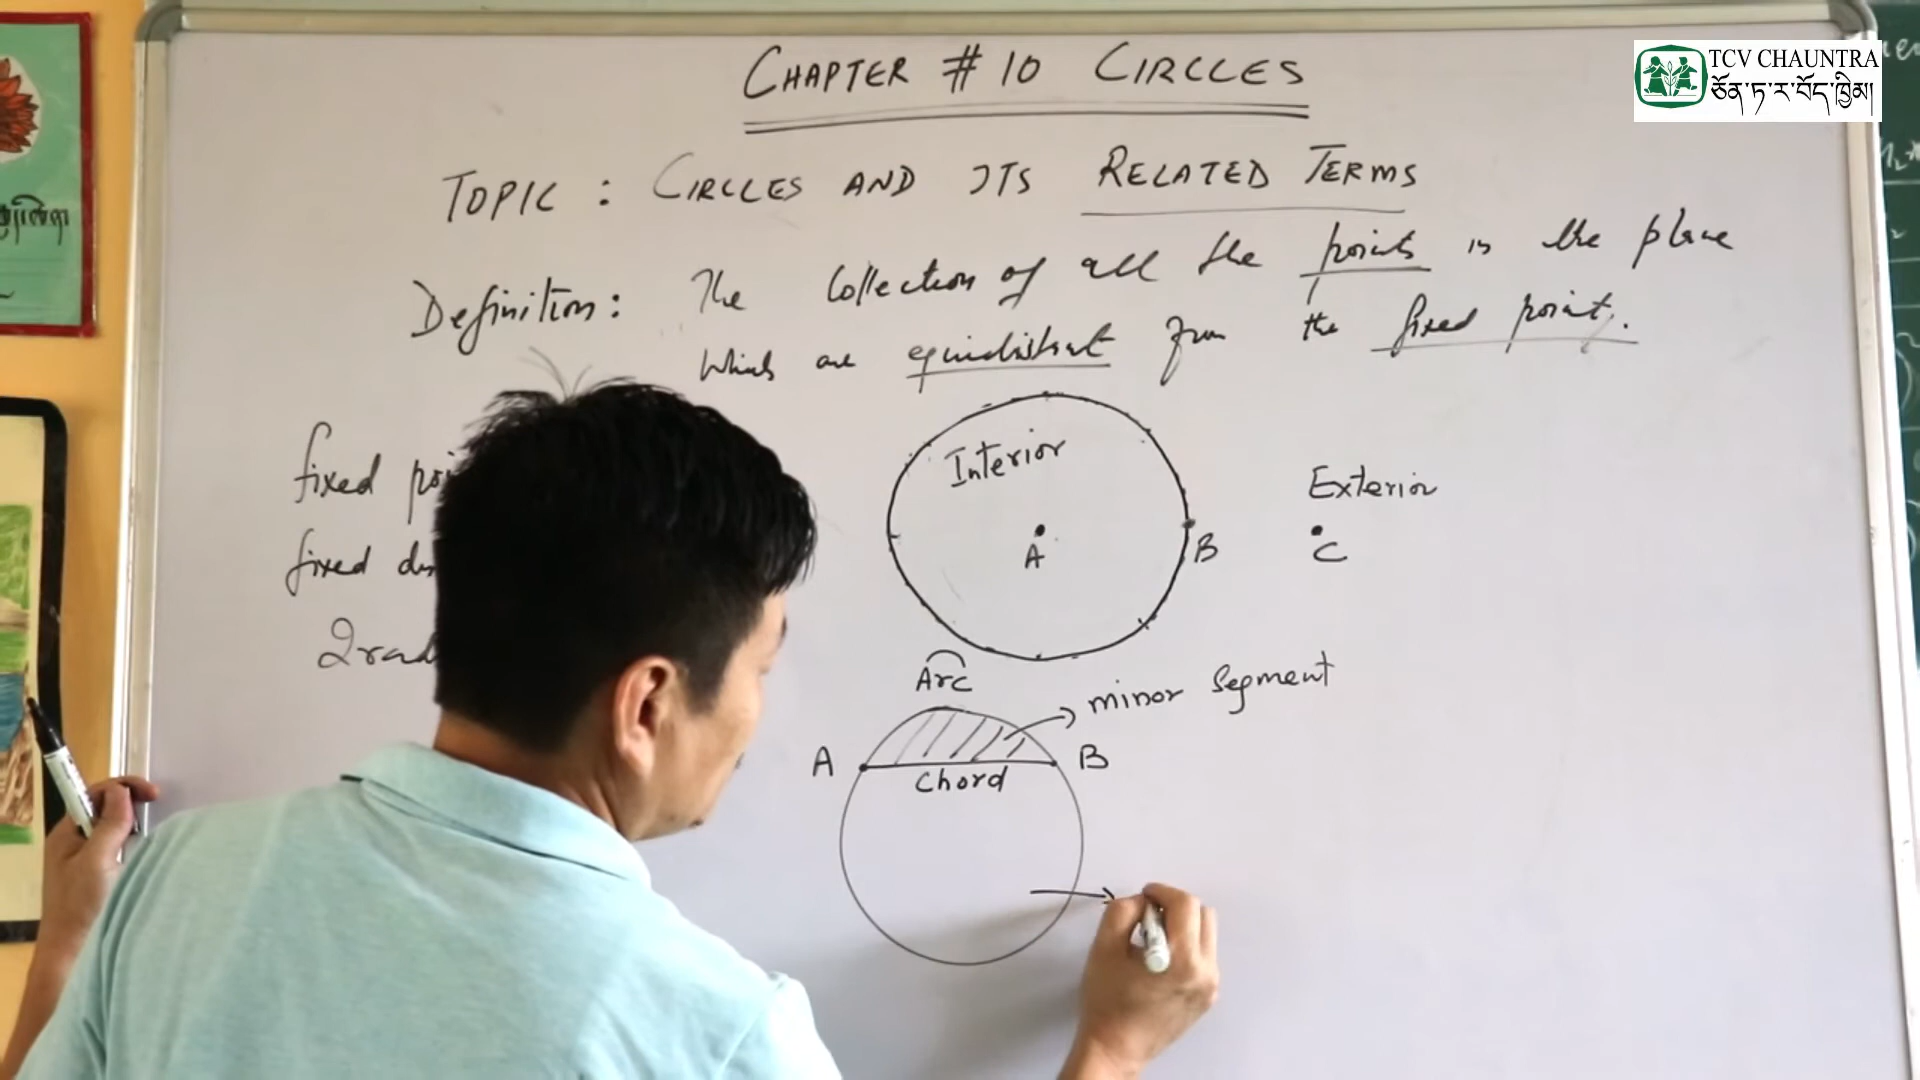 CHAPTER # 10 CIRCLES
TCV CHAUNTRA
ཅོན་ཏ་ར་བོད་ཁྱིམ།
TOPIC : CIRCLES AND ITS RELATED TERMS
Definition: The Collection of all the points in the plane
Which are equidistant from the fixed point.
fixed
fixed
Interior
A
B
Exterior
C
Arc
minor Segment
A
B
Chord